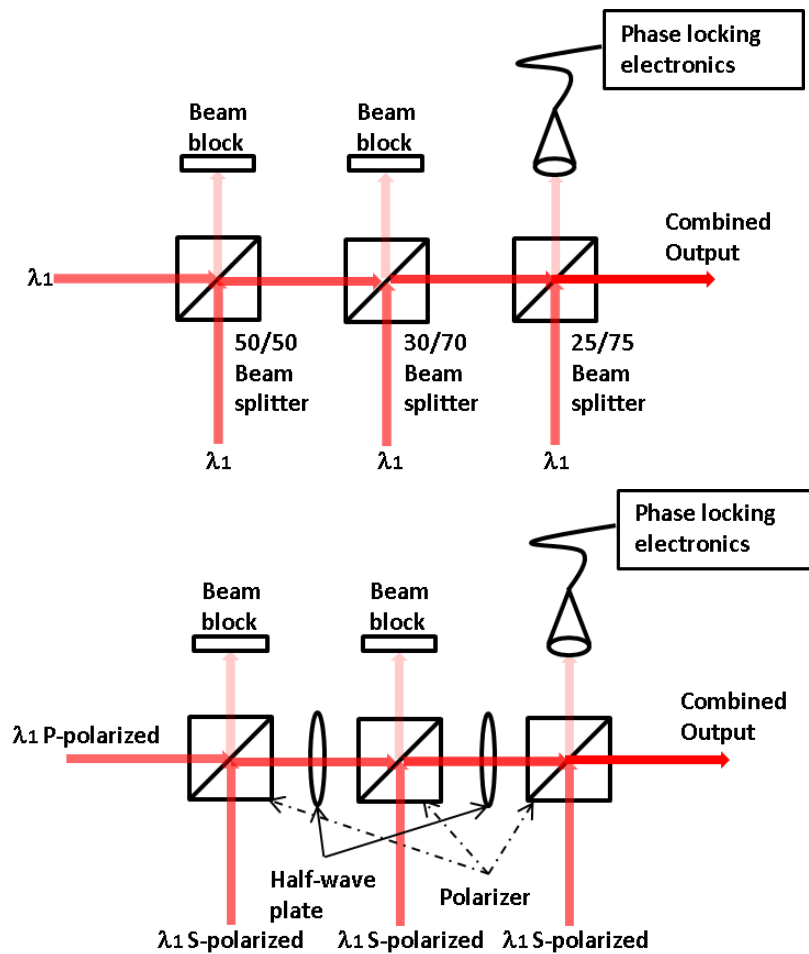 Phase locking
electronics
Beam
block
Beam
block
Combined
Output
λ1
50/50
Beam
splitter
30/70
Beam
splitter
25/75
Beam
splitter
λ1
λ1
λ1
Phase locking
electronics
Beam
block
Beam
block
Combined
Output
λ1 P-polarized
Half-wave
plate
Polarizer
λ1 S-polarized
λ1 S-polarized
λ1 S-polarized